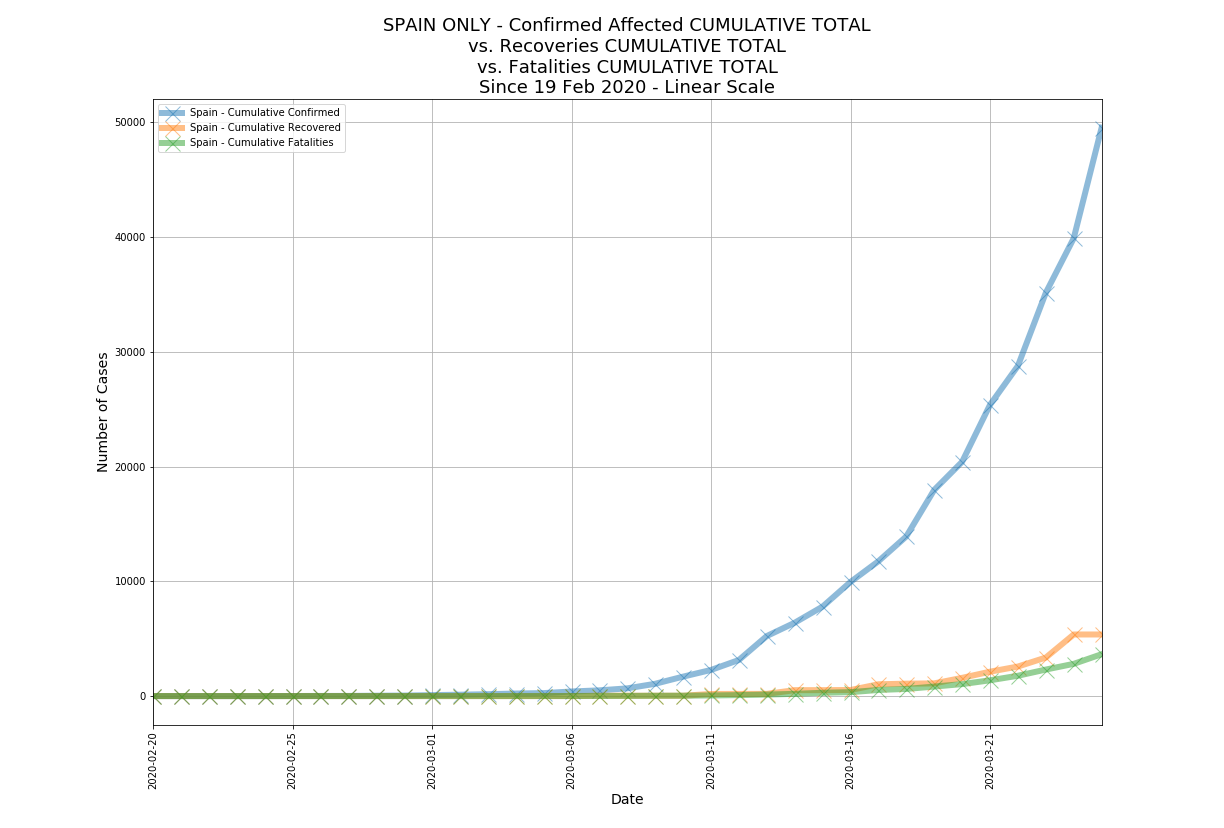 SPAIN ONLY - Confirmed Affected CUMULATIVE TOTAL
vs. Recoveries CUMULATIVE TOTAL
vs. Fatalities CUMULATIVE TOTAL
Since 19 Feb 2020 - Linear Scale
Spain - Cumulative Confirmed
Spain - Cumulative Recovered
Spain - Cumulative Fatalities
Number of Cases
50000
40000
30000
20000
10000
0
2020-02-20
2020-02-25
2020-03-01
2020-03-06
2020-03-11
2020-03-16
2020-03-21
Date